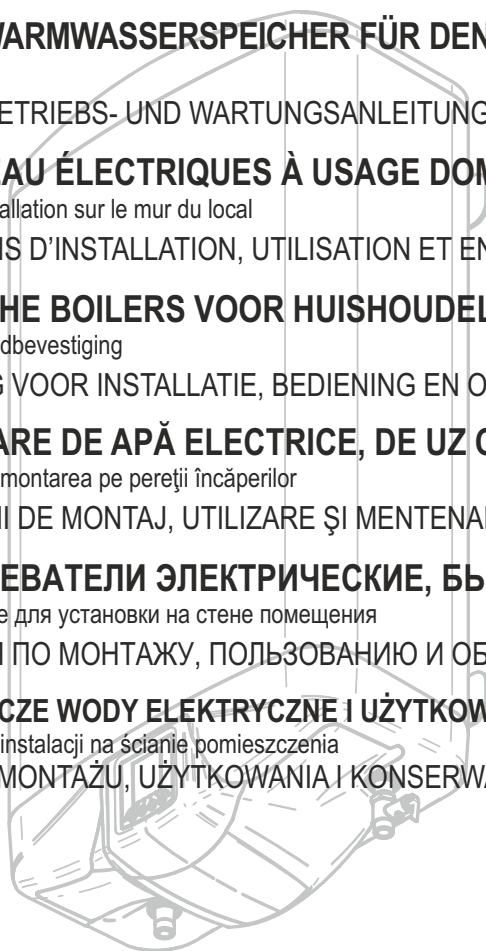 WARMWASSERSPEICHER FÜR DEN
ETRIEBS- UND WARTUNGSANLEITUNG
EAU ÉLECTRIQUES À USAGE DOM
allation sur le mur du local
IS D'INSTALLATION, UTILISATION ET EN
HE BOILERS VOOR HUISHOUDEL
dbevestiging
G VOOR INSTALLATIE, BEDIENING EN O
ARE DE APĂ ELECTRICE, DE UZ C
montarea pe pereţii încăperilor
NI DE MONTAJ, UTILIZARE ŞI MENTENA
ЕВАТЕЛИ ЭЛЕКТРИЧЕСКИЕ, БЫ
е для установки на стене помещения
И ПО МОНТАЖУ, ПОЛЬЗОВАНИЮ И ОБ
CZE WODY ELEKTRYCZNE I UŻYTKOW
instalacji na ścianie pomieszczenia
MONTAŻU, UŻYTKOWANIA I KONSERWA